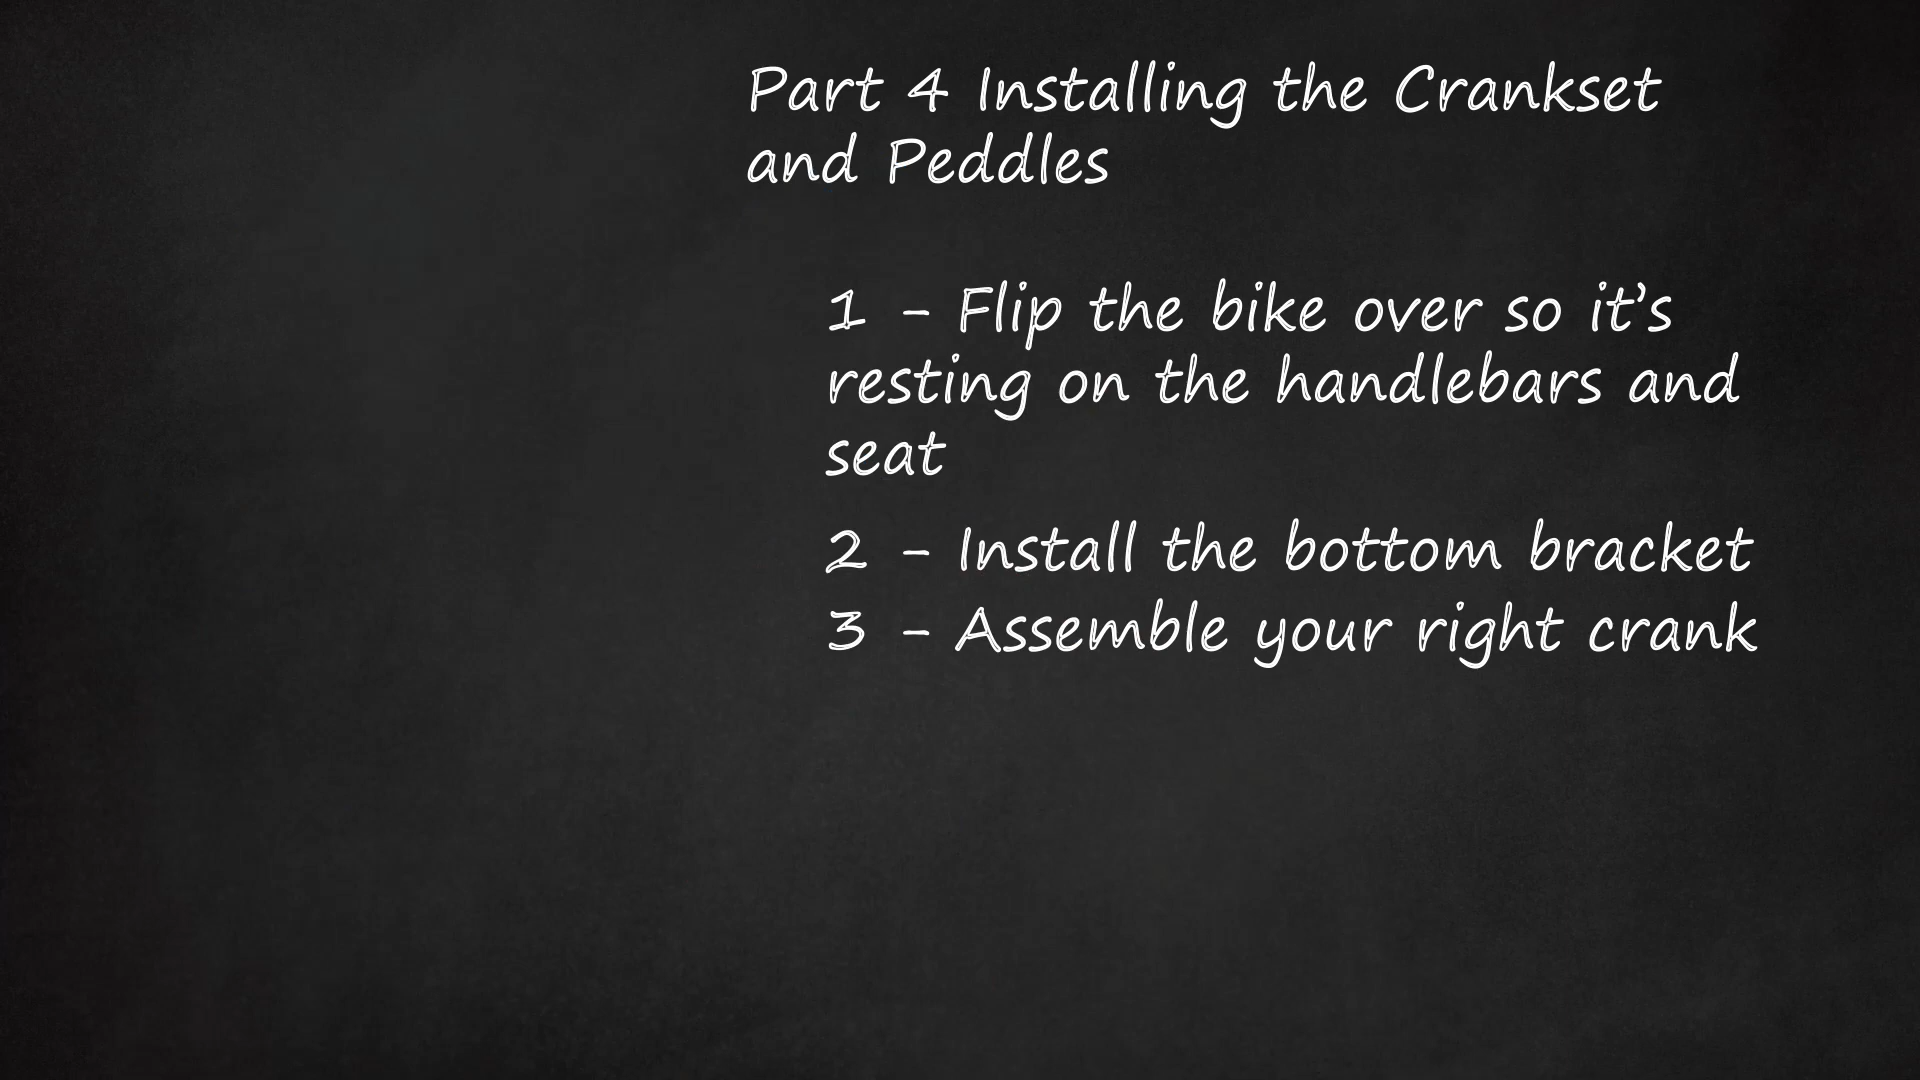 Part 4 Installing the Crankset
and Peddles
1 - Flip the bike over so it’s
resting on the handlebars and
seat
2 - Install the bottom bracket
3 - Assemble your right crank